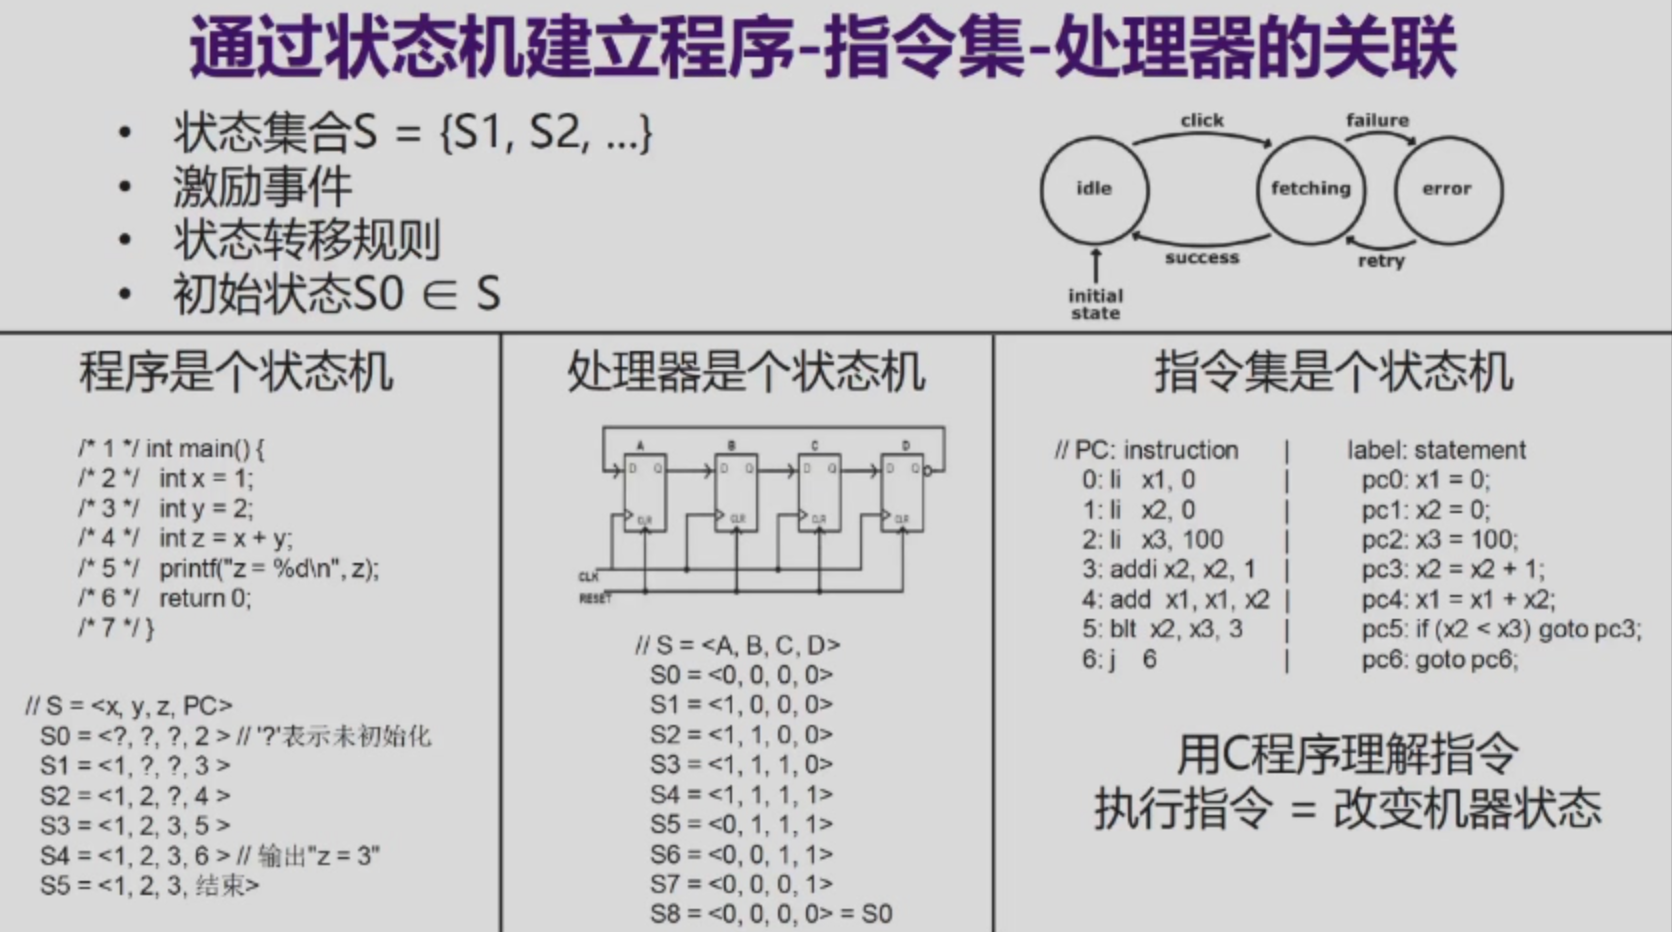 通过状态机建立程序-指令集-处理器的关联
• 状态集合S = {S1, S2, ...}
• 激励事件
• 状态转移规则
• 初始状态S0 ∈ S
click
failure
idle
fetching
error
success
retry
initial
state
程序是个状态机
/* 1 */ int main() {
/* 2 */   int x = 1;
/* 3 */   int y = 2;
/* 4 */   int z = x + y;
/* 5 */   printf("z = %d\n", z);
/* 6 */   return 0;
/* 7 */ }
// S = <x, y, z, PC>
S0 = <?, ?, ?, 2 > // '?'表示未初始化
S1 = <1, ?, ?, 3 >
S2 = <1, 2, ?, 4 >
S3 = <1, 2, 3, 5 >
S4 = <1, 2, 3, 6 > // 输出"z = 3"
S5 = <1, 2, 3, 结束>
处理器是个状态机
A B C D
D Q D Q D Q D Q
CLR CLR CLR CLR
CLK
RESET
// S = <A, B, C, D>
S0 = <0, 0, 0, 0>
S1 = <1, 0, 0, 0>
S2 = <1, 1, 0, 0>
S3 = <1, 1, 1, 0>
S4 = <1, 1, 1, 1>
S5 = <0, 1, 1, 1>
S6 = <0, 0, 1, 1>
S7 = <0, 0, 0, 1>
S8 = <0, 0, 0, 0> = S0
指令集是个状态机
// PC: instruction | label: statement
0: li x1, 0 | pc0: x1 = 0;
1: li x2, 0 | pc1: x2 = 0;
2: li x3, 100 | pc2: x3 = 100;
3: addi x2, x2, 1 | pc3: x2 = x2 + 1;
4: add x1, x1, x2 | pc4: x1 = x1 + x2;
5: blt x2, x3, 3 | pc5: if (x2 < x3) goto pc3;
6: j 6 | pc6: goto pc6;
用C程序理解指令
执行指令 = 改变机器状态